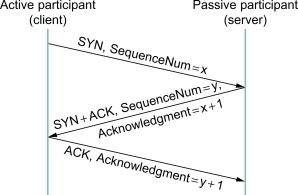 Active participant
(client)
Passive participant
(server)
SYN, SequenceNum=x
SYN+ACK, SequenceNum=y,
Acknowledgment=x+1
ACK, Acknowledgment=y+1